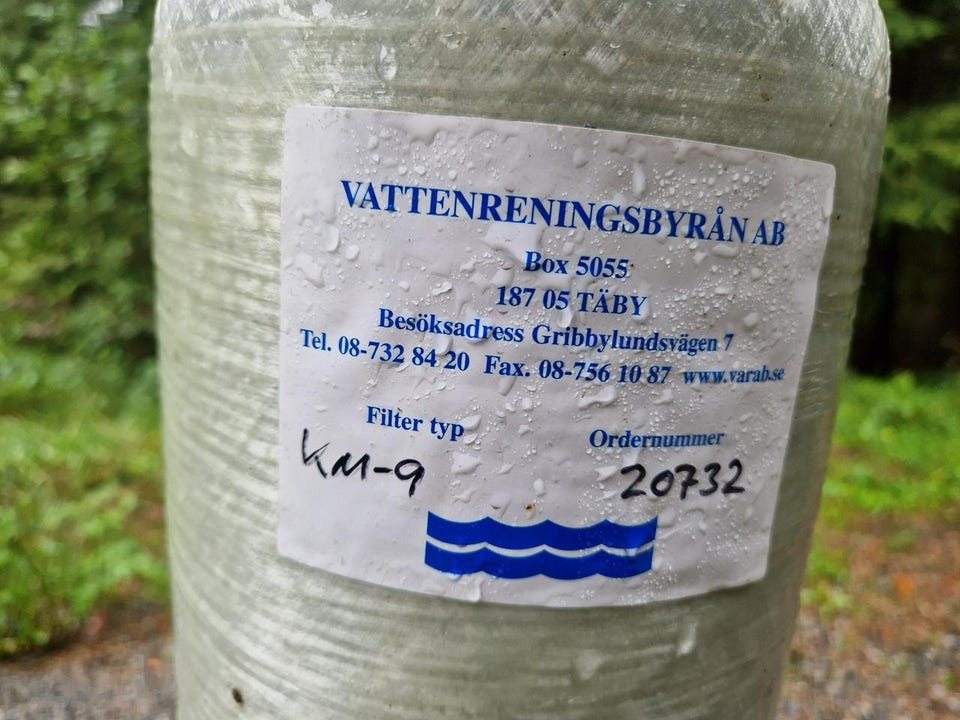 VATTENRENINGSBYRÅN AB
Box 5055
187 05 TÄBY
Besöksadress Gribbylundsvägen 7
Tel. 08-732 84 20 Fax. 08-756 10 87 www.varab.se
Filter typ Ordernummer
KM-9 20732